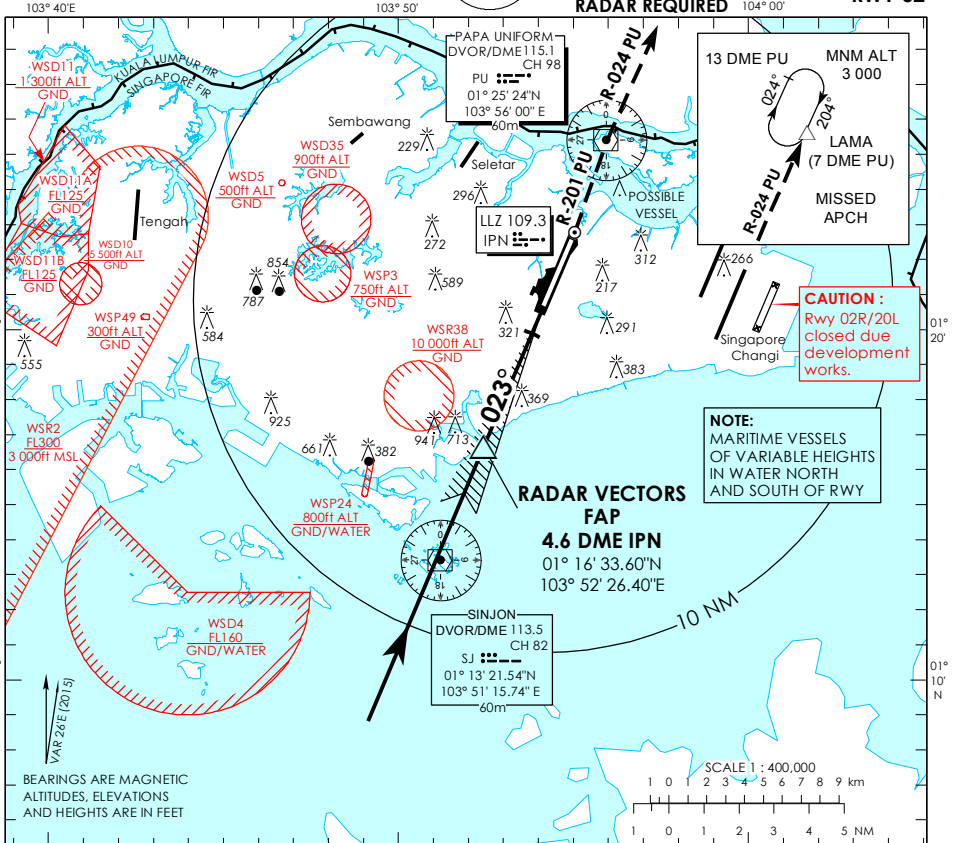 103° 40'E
103° 50'
RADAR REQUIRED
104° 00'
WSD11
1 300ft ALT
GND
KUALA LUMPUR FIR
SINGAPORE FIR
PAPA UNIFORM
DVOR/DME 115.1
CH 98
PU
01° 25' 24"N
103° 56' 00" E
60m
R-024 PU
13 DME PU
MNM ALT
3 000
024°
204°
LAMA
(7 DME PU)
R-024 PU
MISSED
APCH
Sembawang
229
Seletar
WSD35
900ft ALT
GND
WSD5
500ft ALT
GND
296
R-201 PU
POSSIBLE
VESSEL
WSD11A
FL125
GND
Tengah
LLZ 109.3
IPN
272
312
WSD10
5 500ft ALT
GND
WSD11B
FL125
GND
854
787
WSP3
750ft ALT
GND
589
217
266
WSP49
300ft ALT
GND
584
321
291
555
WSR38
10 000ft ALT
GND
Singapore
Changi
CAUTION :
Rwy 02R/20L
closed due
development
works.
01°
20'
383
369
023°
925
941
713
661
382
WSR2
FL300
3 000ft MSL
NOTE:
MARITIME VESSELS
OF VARIABLE HEIGHTS
IN WATER NORTH
AND SOUTH OF RWY
WSP24
800ft ALT
GND/WATER
RADAR VECTORS
FAP
4.6 DME IPN
01° 16' 33.60"N
103° 52' 26.40"E
0
9
18
27
0
9
18
27
10 NM
WSD4
FL160
GND/WATER
SINJON
DVOR/DME 113.5
CH 82
SJ
01° 13' 21.54"N
103° 51' 15.74" E
60m
01°
10'
N
VAR 26'E (2015)
BEARINGS ARE MAGNETIC
ALTITUDES, ELEVATIONS
AND HEIGHTS ARE IN FEET
SCALE 1 : 400,000
1 0 1 2 3 4 5 6 7 8 9 km
1 0 1 2 3 4 5 NM